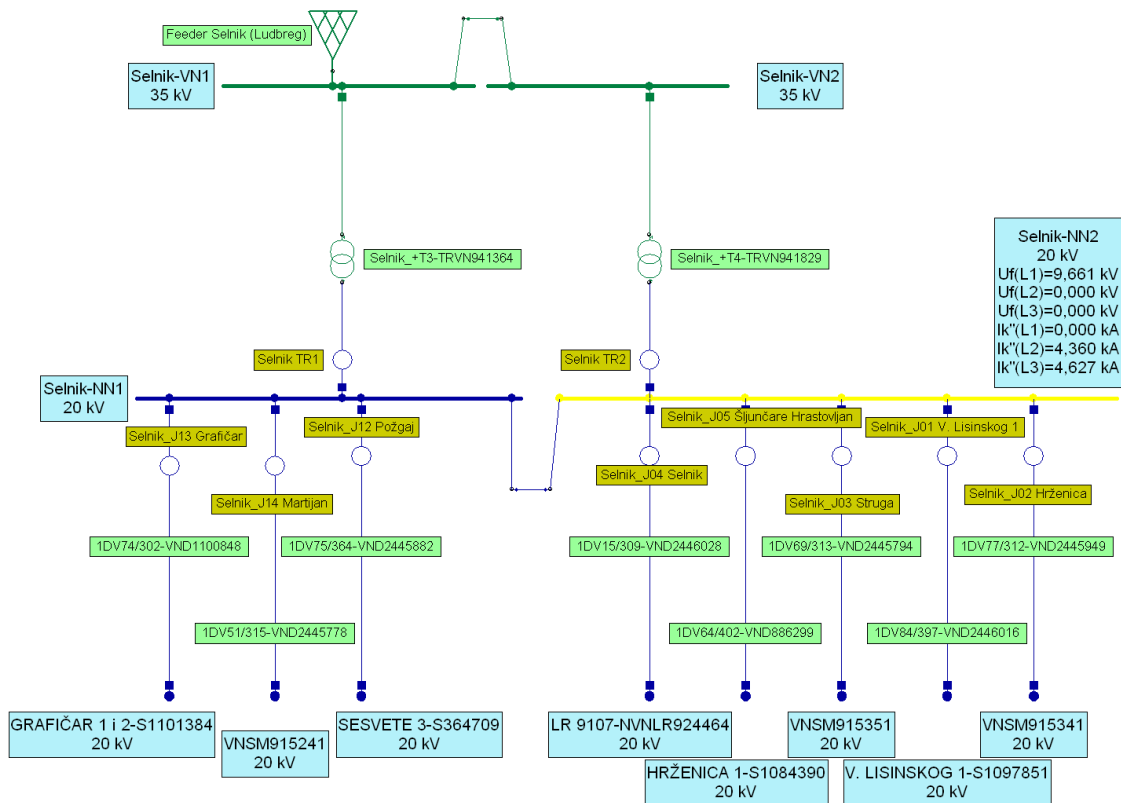 Feeder Selnik (Ludbreg)
Selnik-VN1
35 kV
Selnik-VN2
35 kV
Selnik_+T3-TRVN941364
Selnik_+T4-TRVN941829
Selnik-NN2
20 kV
Uf(L1)=9,661 kV
Uf(L2)=0,000 kV
Uf(L3)=0,000 kV
Ik"(L1)=0,000 kA
Ik"(L2)=4,360 kA
Ik"(L3)=4,627 kA
Selnik TR1
Selnik TR2
Selnik-NN1
20 kV
Selnik_J13 Grafičar
Selnik_J12 Požgaj
Selnik_J05 Šljunčare Hrastovljan
Selnik_J01 V. Lisinskog 1
Selnik_J14 Martijan
Selnik_J04 Selnik
Selnik_J03 Struga
Selnik_J02 Hrženica
1DV74/302-VND1100848
1DV75/364-VND2445882
1DV15/309-VND2446028
1DV69/313-VND2445794
1DV77/312-VND2445949
1DV51/315-VND2445778
1DV64/402-VND886299
1DV84/397-VND2446016
GRAFIČAR 1 i 2-S1101384
20 kV
VNSM915241
20 kV
SESVETE 3-S364709
20 kV
LR 9107-NVNLR924464
20 kV
HRŽENICA 1-S1084390
20 kV
VNSM915351
20 kV
V. LISINSKOG 1-S1097851
20 kV
VNSM915341
20 kV